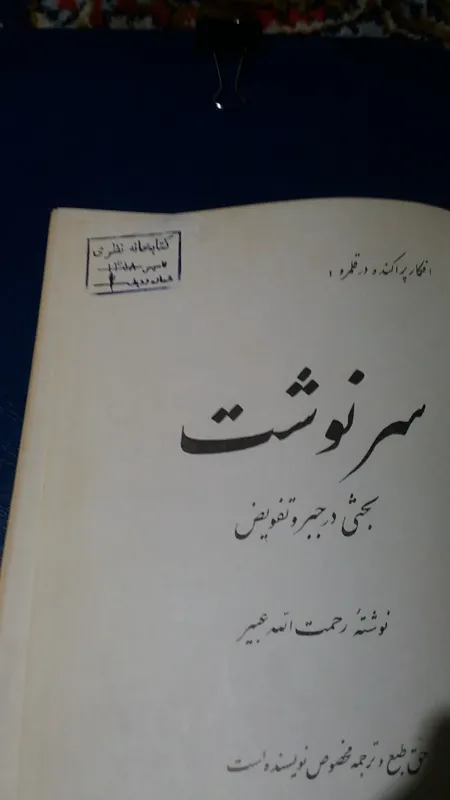 کتابخانه نظری
افکار پراکنده در قلمرو :
سرنوشت
بحثی در جبر و تفویض
نوشتهٔ رحمت الله عبیر
حق طبع و ترجمه مخصوص نویسنده است